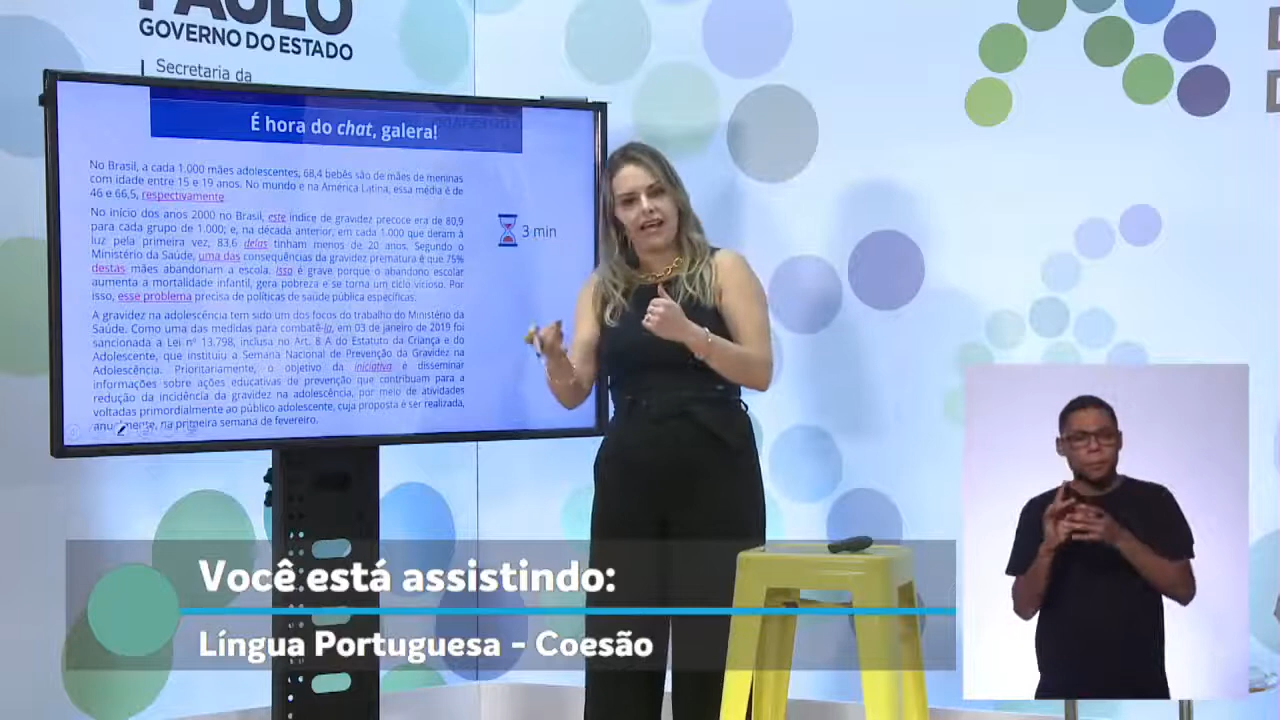 PAULO
GOVERNO DO ESTADO
Secretaria da
É hora do chat, galera!
No Brasil, a cada 1.000 mães adolescentes, 68,4 bebês são de mães de meninas
com idade entre 15 e 19 anos. No mundo e na América Latina, essa média é de
46 e 66,5, respectivamente.
No início dos anos 2000 no Brasil, este índice de gravidez precoce era de 80,9
para cada grupo de 1.000; e, na década anterior, em cada 1.000 que deram à
luz pela primeira vez, 83,6 delas tinham menos de 20 anos. Segundo o
Ministério da Saúde, uma das consequências da gravidez prematura é que 75%
destas mães abandonam a escola. Isso é grave porque o abandono escolar
aumenta a mortalidade infantil, gera pobreza e se torna um ciclo vicioso. Por
isso, esse problema precisa de políticas de saúde pública específicas.
A gravidez na adolescência tem sido um dos focos do trabalho do Ministério da
Saúde. Como uma das medidas para combatê-la, em 03 de janeiro de 2019 foi
sancionada a Lei nº 13.798, inclusa no Art. 8 A do Estatuto da Criança e do
Adolescente, que instituiu a Semana Nacional de Prevenção da Gravidez na
Adolescência. Prioritariamente, o objetivo da iniciativa é disseminar
informações sobre ações educativas de prevenção que contribuam para a
redução da incidência da gravidez na adolescência, por meio de atividades
voltadas primordialmente ao público adolescente, cuja proposta é ser realizada,
anualmente, na primeira semana de fevereiro.
3 min
Você está assistindo:
Língua Portuguesa - Coesão